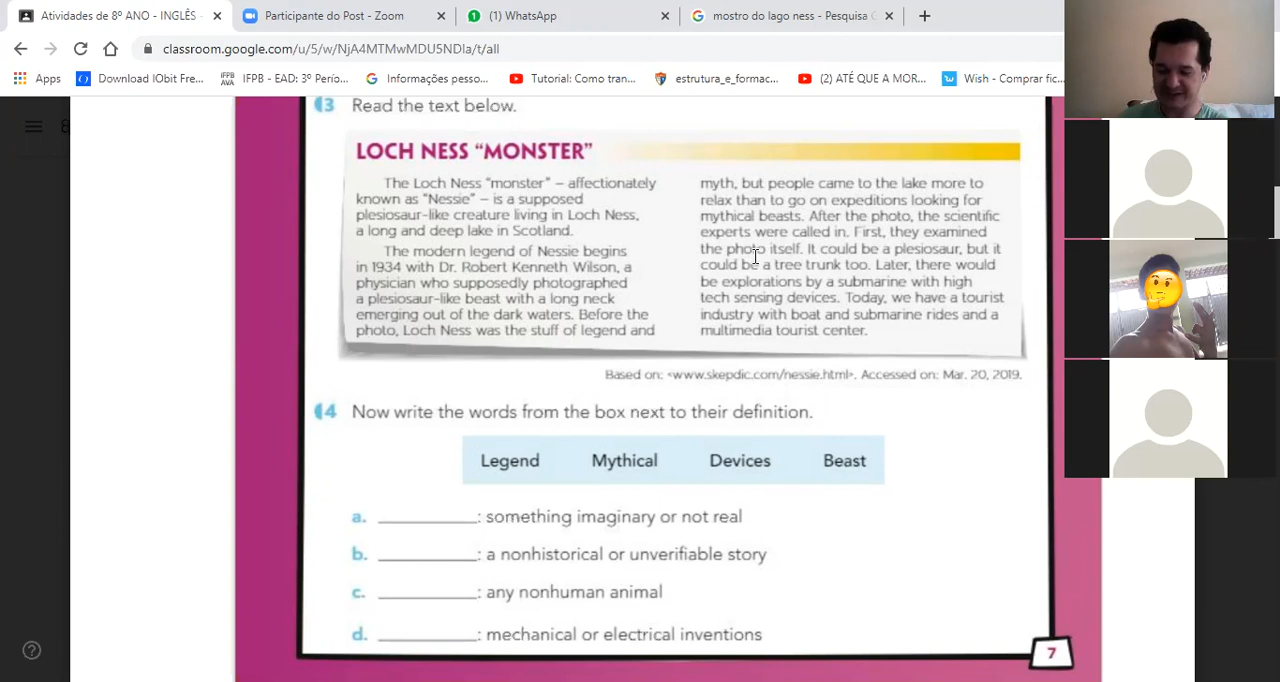 Atividades de 8º ANO - INGLÊS -
Participante do Post - Zoom
(1) WhatsApp
mostro do lago ness - Pesquisa G
classroom.google.com/u/5/w/NjA4MTMwMDU5NDla/t/all
Apps
Download IObit Fre...
IFPB - EAD: 3º Perío...
Informações pesso...
Tutorial: Como tran...
estrutura_e_formac...
(2) ATÉ QUE A MOR...
Wish - Comprar fic...
8
3 Read the text below.
LOCH NESS “MONSTER”
The Loch Ness “monster” – affectionately
known as “Nessie” – is a supposed
plesiosaur-like creature living in Loch Ness,
a long and deep lake in Scotland.
The modern legend of Nessie begins
in 1934 with Dr. Robert Kenneth Wilson, a
physician who supposedly photographed
a plesiosaur-like beast with a long neck
emerging out of the dark waters. Before the
photo, Loch Ness was the stuff of legend and
myth, but people came to the lake more to
relax than to go on expeditions looking for
mythical beasts. After the photo, the scientific
experts were called in. First, they examined
the photo itself. It could be a plesiosaur, but it
could be a tree trunk too. Later, there would
be explorations by a submarine with high
tech sensing devices. Today, we have a tourist
industry with boat and submarine rides and a
multimedia tourist center.
Based on: <www.skepdic.com/nessie.html>. Accessed on: Mar. 20, 2019.
4 Now write the words from the box next to their definition.
Legend Mythical Devices Beast
a. __________: something imaginary or not real
b. __________: a nonhistorical or unverifiable story
c. __________: any nonhuman animal
d. __________: mechanical or electrical inventions
7